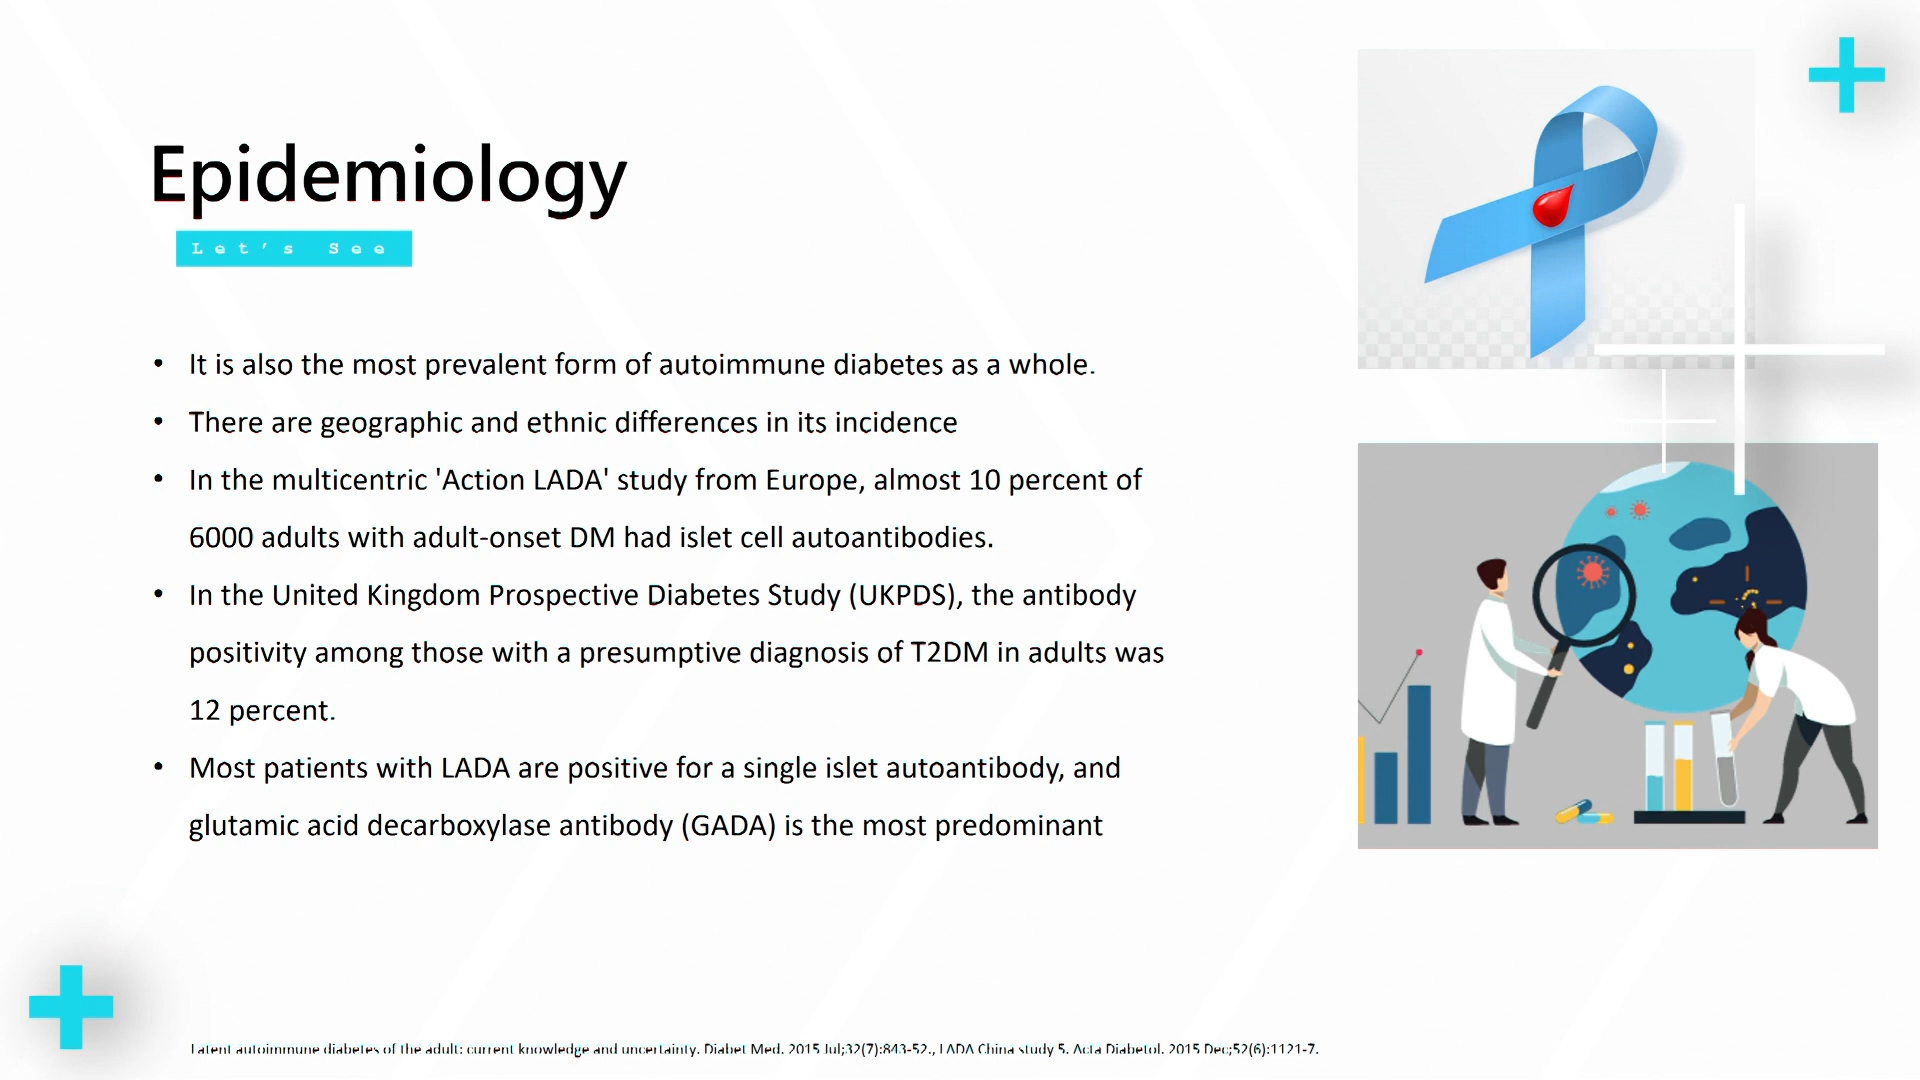 Epidemiology
Let's See
• It is also the most prevalent form of autoimmune diabetes as a whole.
• There are geographic and ethnic differences in its incidence
• In the multicentric 'Action LADA' study from Europe, almost 10 percent of
6000 adults with adult-onset DM had islet cell autoantibodies.
• In the United Kingdom Prospective Diabetes Study (UKPDS), the antibody
positivity among those with a presumptive diagnosis of T2DM in adults was
12 percent.
• Most patients with LADA are positive for a single islet autoantibody, and
glutamic acid decarboxylase antibody (GADA) is the most predominant
Latent autoimmune diabetes of the adult: current knowledge and uncertainty. Diabet Med. 2015 Jul;32(7):843-52., LADA China study 5. Acta Diabetol. 2015 Dec;52(6):1121-7.